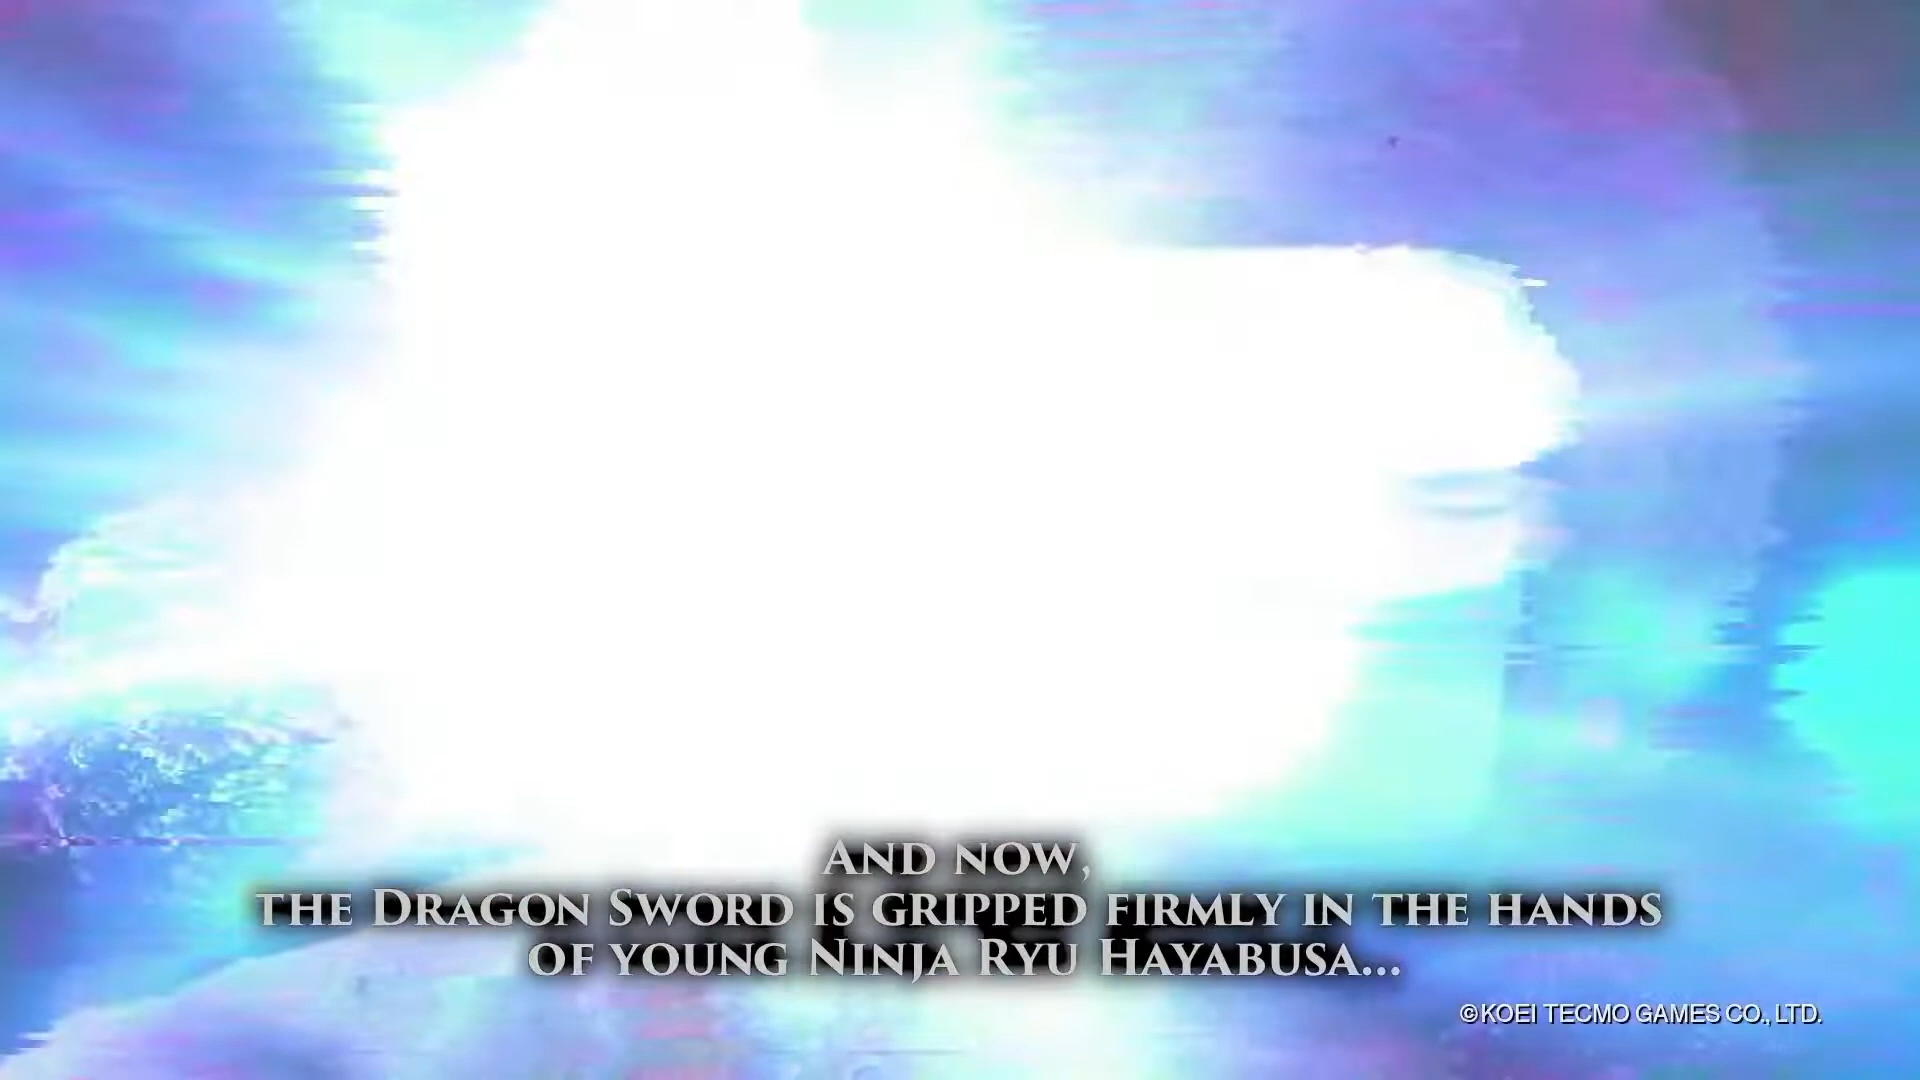 And now,
the Dragon Sword is gripped firmly in the hands
of young Ninja Ryu Hayabusa...
©KOEI TECMO GAMES CO., LTD.